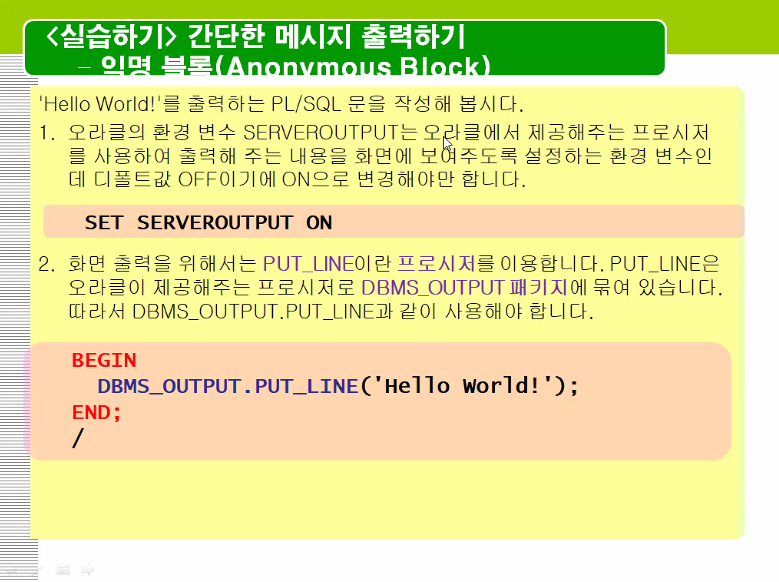 <실습하기> 간단한 메시지 출력하기
– 익명 블록(Anonymous Block)
'Hello World!'를 출력하는 PL/SQL 문을 작성해 봅시다.
1. 오라클의 환경 변수 SERVEROUTPUT는 오라클에서 제공해주는 프로시저
를 사용하여 출력해 주는 내용을 화면에 보여주도록 설정하는 환경 변수인
데 디폴트값 OFF이기에 ON으로 변경해야만 합니다.
SET SERVEROUTPUT ON
2. 화면 출력을 위해서는 PUT_LINE이란 프로시저를 이용합니다. PUT_LINE은
오라클이 제공해주는 프로시저로 DBMS_OUTPUT 패키지에 묶여 있습니다.
따라서 DBMS_OUTPUT.PUT_LINE과 같이 사용해야 합니다.
BEGIN
DBMS_OUTPUT.PUT_LINE('Hello World!');
END;
/